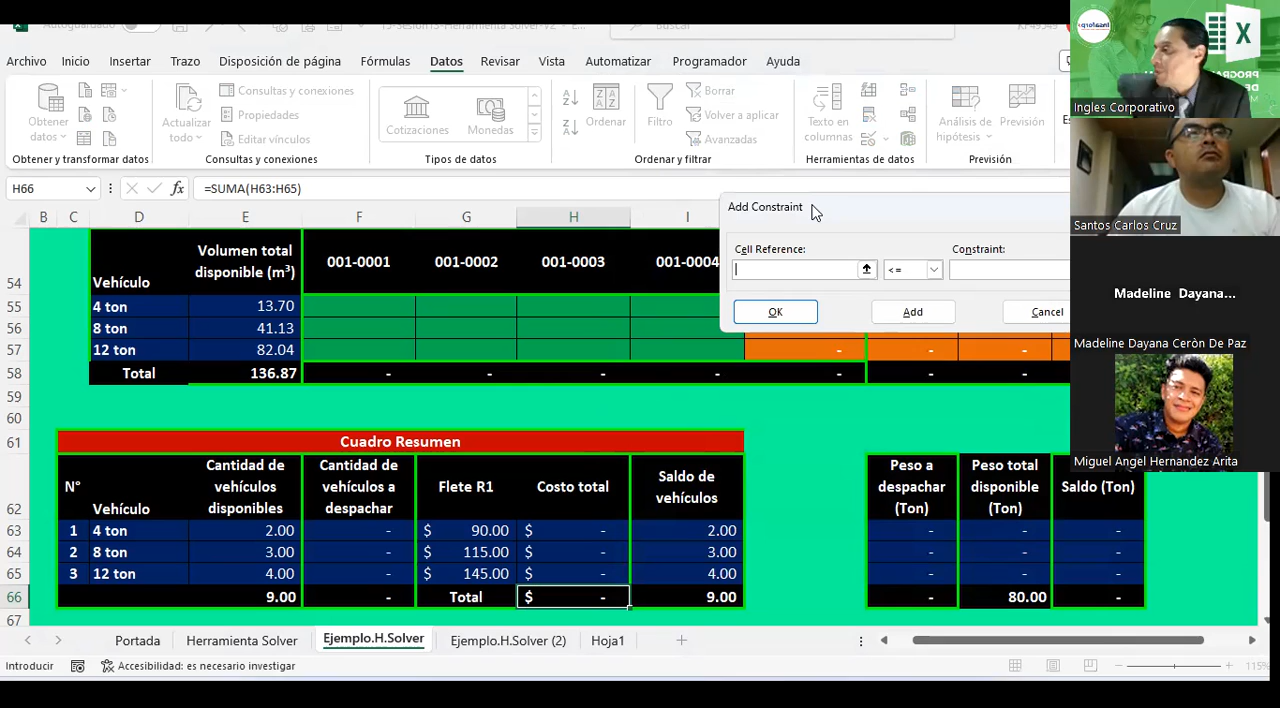 Autoguardado
13-Sesión13-Herramienta Solver-V2 - E...
Buscar
Archivo Inicio Insertar Trazo Disposición de página Fórmulas Datos Revisar Vista Automatizar Programador Ayuda
Obtener datos
Actualizar todo
Consultas y conexiones
Propiedades
Editar vínculos
Cotizaciones
Monedas
Ordenar
Filtro
Borrar
Volver a aplicar
Avanzadas
Texto en columnas
Análisis de hipótesis
Previsión
Obtener y transformar datos Consultas y conexiones Tipos de datos Ordenar y filtrar Herramientas de datos Previsión
H66 fx =SUMA(H63:H65)
B C D E F G H I
54 Vehículo Volumen total disponible (m³) 001-0001 001-0002 001-0003 001-0004
55 4 ton 13.70
56 8 ton 41.13
57 12 ton 82.04 - - -
58 Total 136.87 - - - - - - -
59
60
Add Constraint
Cell Reference: Constraint:
<=
OK Add Cancel
61 Cuadro Resumen
62 N° Vehículo Cantidad de vehículos disponibles Cantidad de vehículos a despachar Flete R1 Costo total Saldo de vehículos Peso a despachar (Ton) Peso total disponible (Ton) Saldo (Ton)
63 1 4 ton 2.00 - $ 90.00 $ - 2.00 - - -
64 2 8 ton 3.00 - $ 115.00 $ - 3.00 - - -
65 3 12 ton 4.00 - $ 145.00 $ - 4.00 - - -
66 9.00 - Total $ - 9.00 - 80.00 -
67
Portada Herramienta Solver Ejemplo.H.Solver Ejemplo.H.Solver (2) Hoja1
Introducir Accesibilidad: es necesario investigar 115%
Ingles Corporativo
Santos Carlos Cruz
Madeline Dayana...
Madeline Dayana Ceròn De Paz
Miguel Angel Hernandez Arita